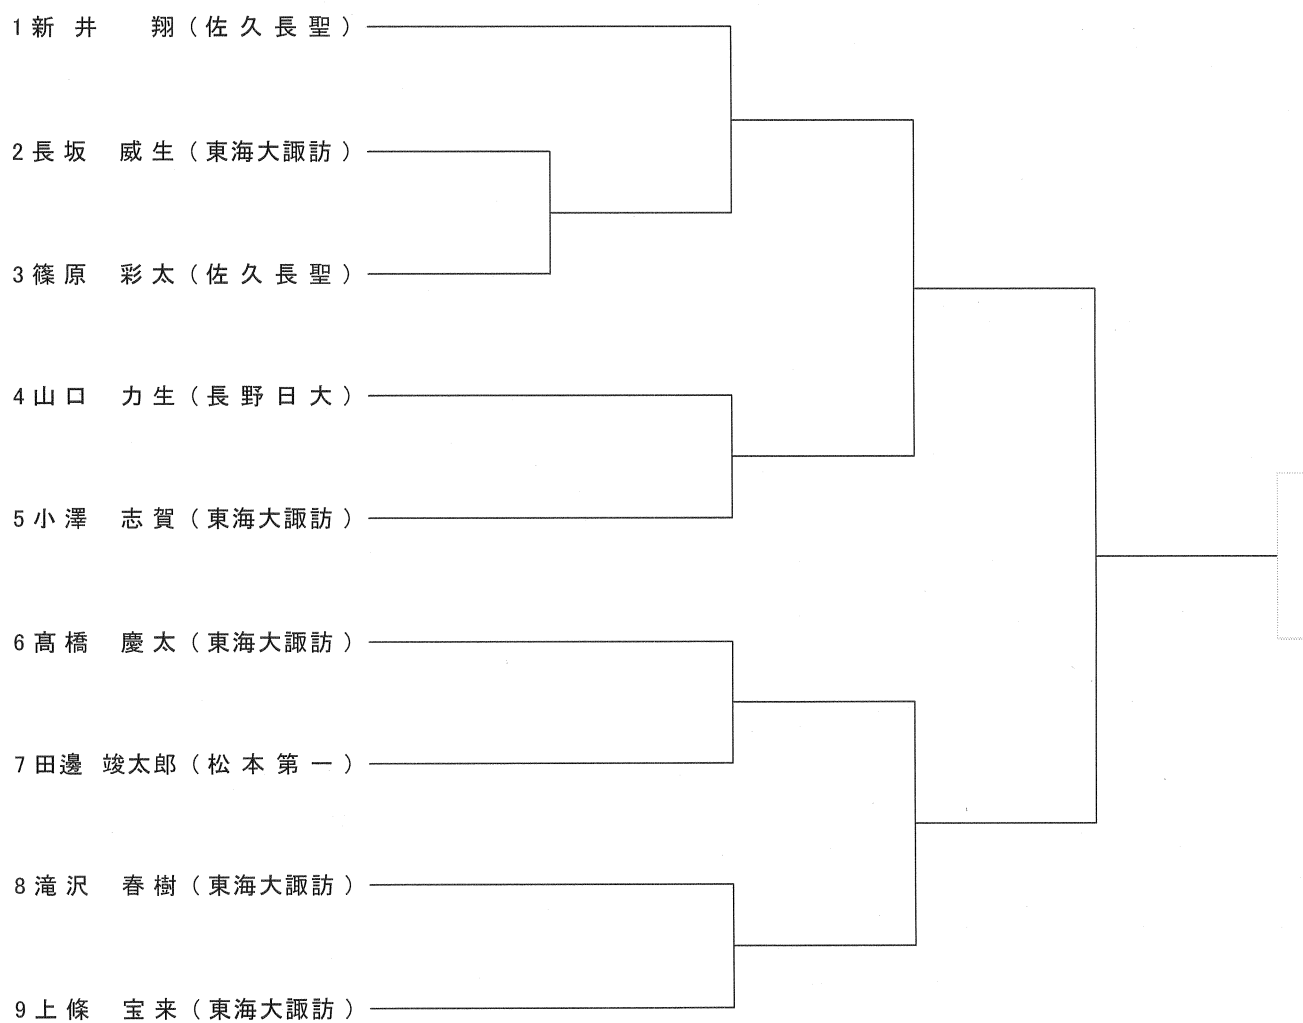 1 新井 翔 (佐久長聖)
2 長坂 威生 (東海大諏訪)
3 篠原 彩太 (佐久長聖)
4 山口 力生 (長野日大)
5 小澤 志賀 (東海大諏訪)
6 髙橋 慶太 (東海大諏訪)
7 田邊 竣太郎 (松本第一)
8 滝沢 春樹 (東海大諏訪)
9 上條 宝来 (東海大諏訪)